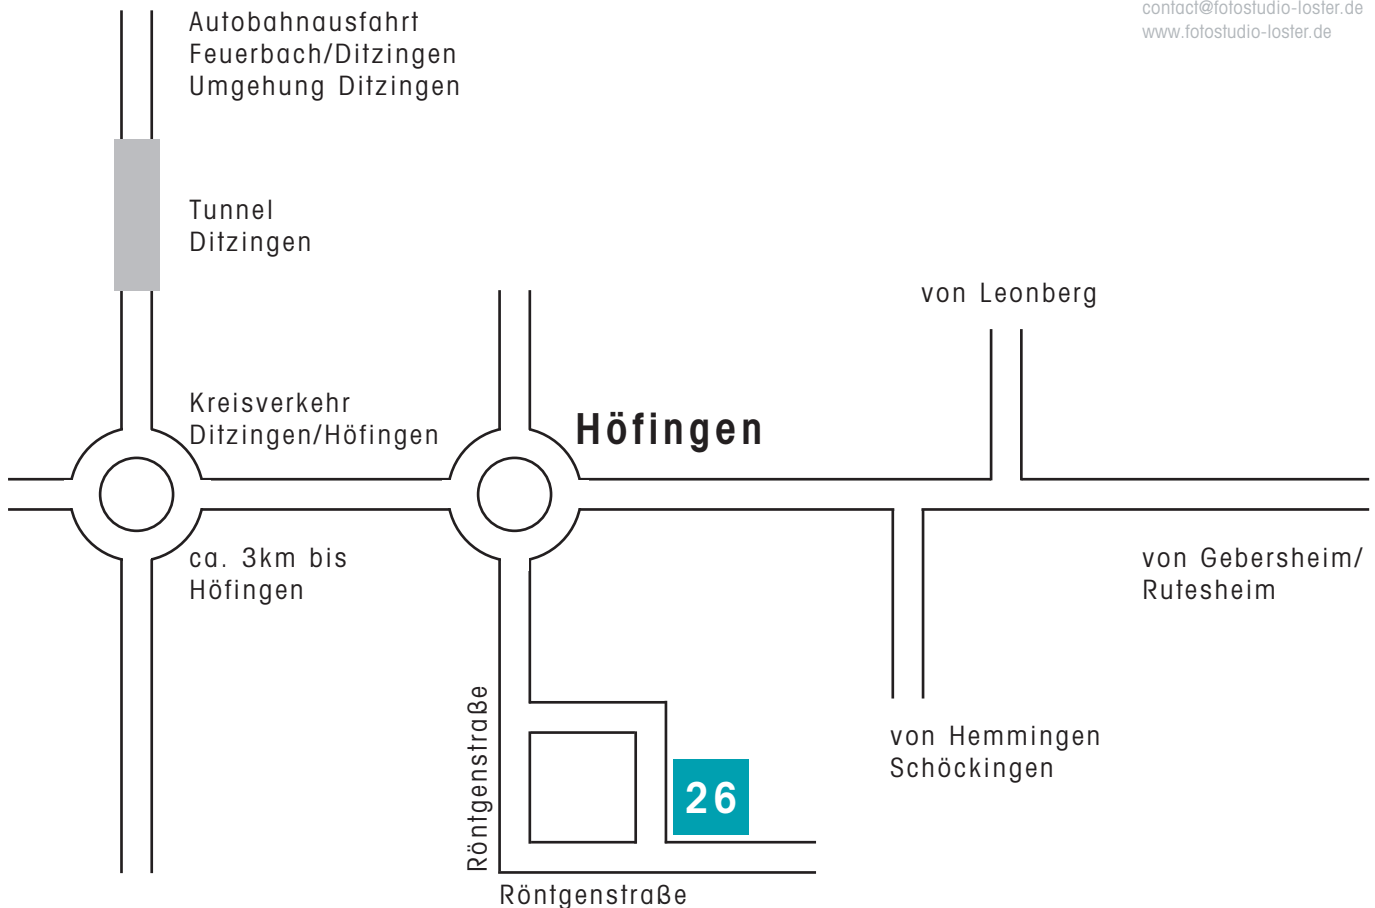 contact@fotostudio-loster.de
www.fotostudio-loster.de
Autobahnausfahrt
Feuerbach/Ditzingen
Umgehung Ditzingen
Tunnel
Ditzingen
von Leonberg
Kreisverkehr
Ditzingen/Höfingen
Höfingen
ca. 3km bis
Höfingen
von Gebersheim/
Rutesheim
Röntgenstraße
von Hemmingen
Schöckingen
26
Röntgenstraße